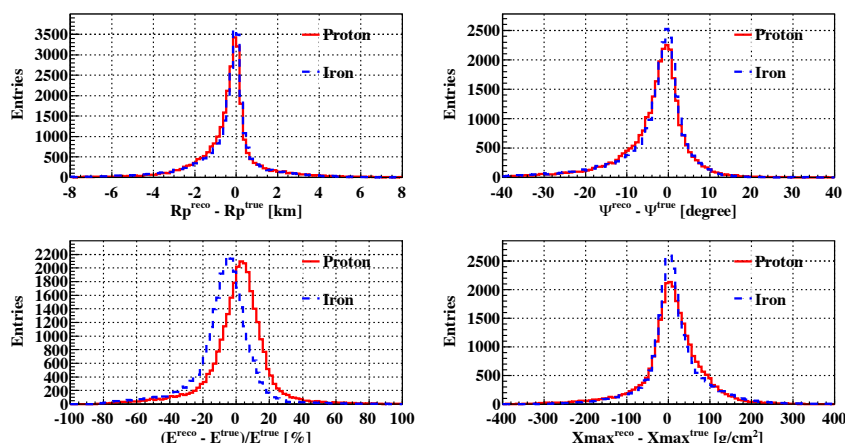 Entries
3500
3000
2500
2000
1500
1000
500
0
Proton
Iron
-8 -6 -4 -2 0 2 4 6 8
Rp^reco - Rp^true [km]
Entries
2500
2000
1500
1000
500
0
Proton
Iron
-40 -30 -20 -10 0 10 20 30 40
Ψ^reco - Ψ^true [degree]
Entries
2200
2000
1800
1600
1400
1200
1000
800
600
400
200
0
Proton
Iron
-100 -80 -60 -40 -20 0 20 40 60 80 100
(E^reco - E^true)/E^true [%]
Entries
2500
2000
1500
1000
500
0
Proton
Iron
-400 -300 -200 -100 0 100 200 300 400
Xmax^reco - Xmax^true [g/cm²]